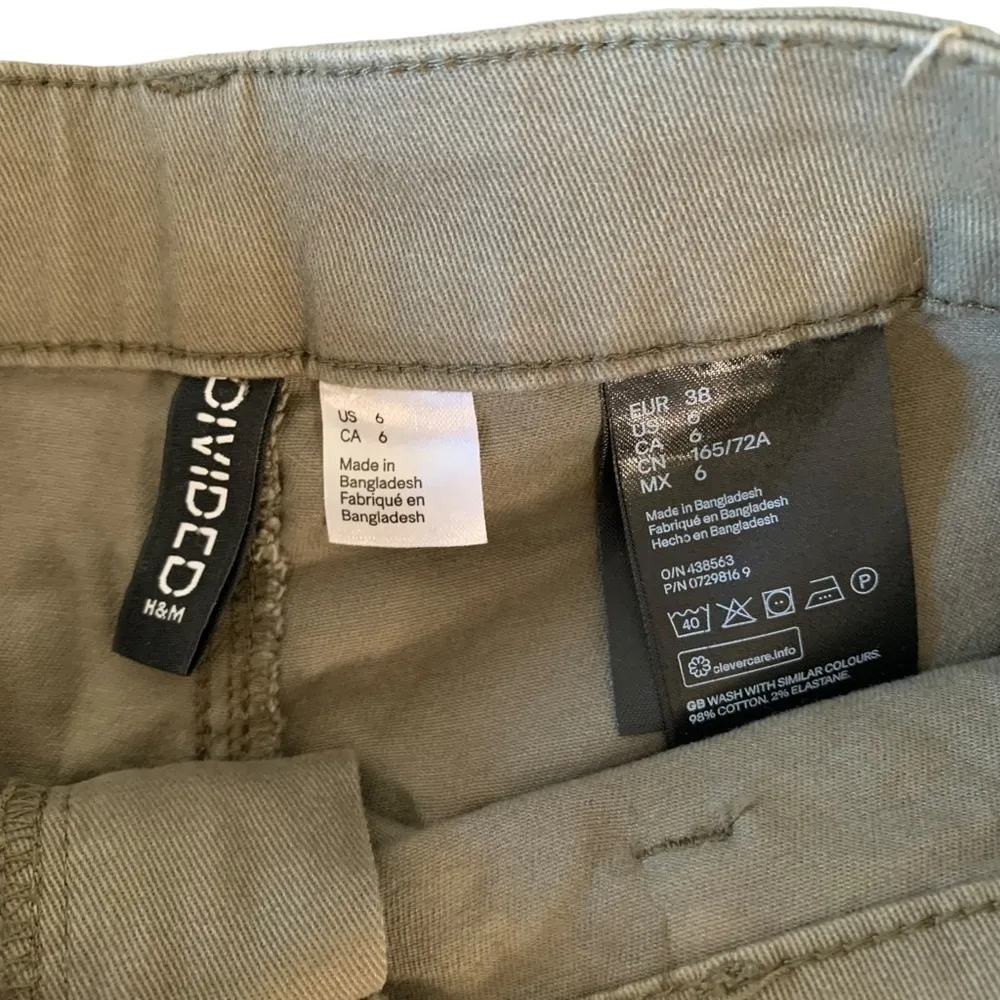 DIVIDED
H&M
US 6
CA 6
Made in
Bangladesh
Fabriqué en
Bangladesh
EUR 38
US 6
CA 6
CN 165/72A
MX 6
Made in Bangladesh
Fabriqué en Bangladesh
Hecho en Bangladesh
O/N 438563
P/N 0729816 9
40
P
clevercare.info
GB WASH WITH SIMILAR COLOURS.
98% COTTON. 2% ELASTANE.